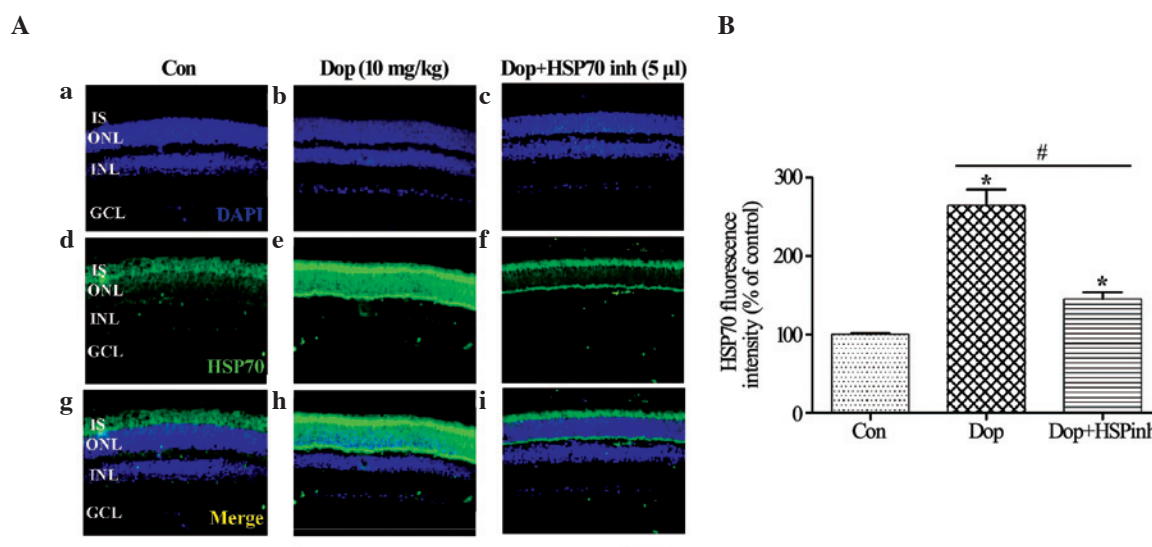 A
B
Con
Dop (10 mg/kg)
Dop+HSP70 inh (5 µl)
a
b
c
IS
ONL
INL
GCL
DAPI
d
e
f
IS
ONL
INL
GCL
HSP70
g
h
i
IS
ONL
INL
GCL
Merge
HSP70 fluorescence
intensity (% of control)
300
200
100
0
*
#
*
Con
Dop
Dop+HSPinh